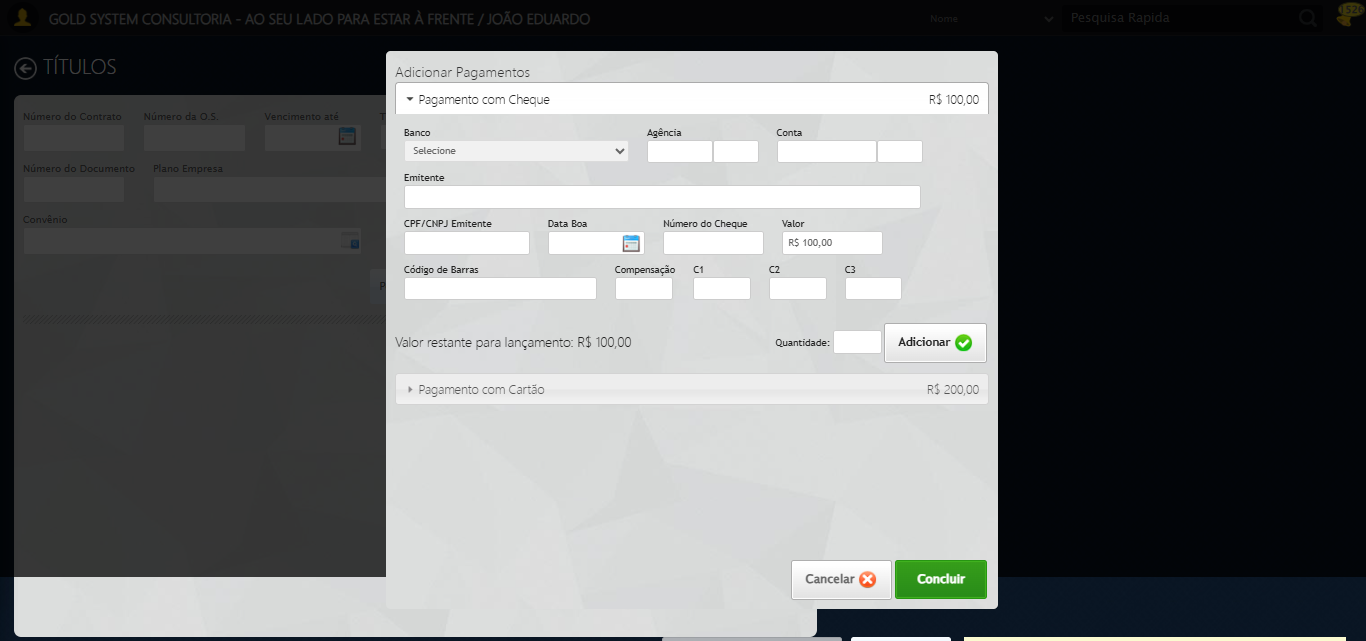 GOLD SYSTEM CONSULTORIA - AO SEU LADO PARA ESTAR À FRENTE / JOÃO EDUARDO
Nome
Pesquisa Rapida
TÍTULOS
Número do Contrato Número da O.S. Vencimento até
Número do Documento Plano Empresa
Convênio
Adicionar Pagamentos
Pagamento com Cheque R$ 100,00
Banco Agência Conta
Selecione
Emitente
CPF/CNPJ Emitente Data Boa Número do Cheque Valor
R$ 100,00
Código de Barras Compensação C1 C2 C3
Valor restante para lançamento: R$ 100,00 Quantidade: Adicionar
Pagamento com Cartão R$ 200,00
Cancelar Concluir